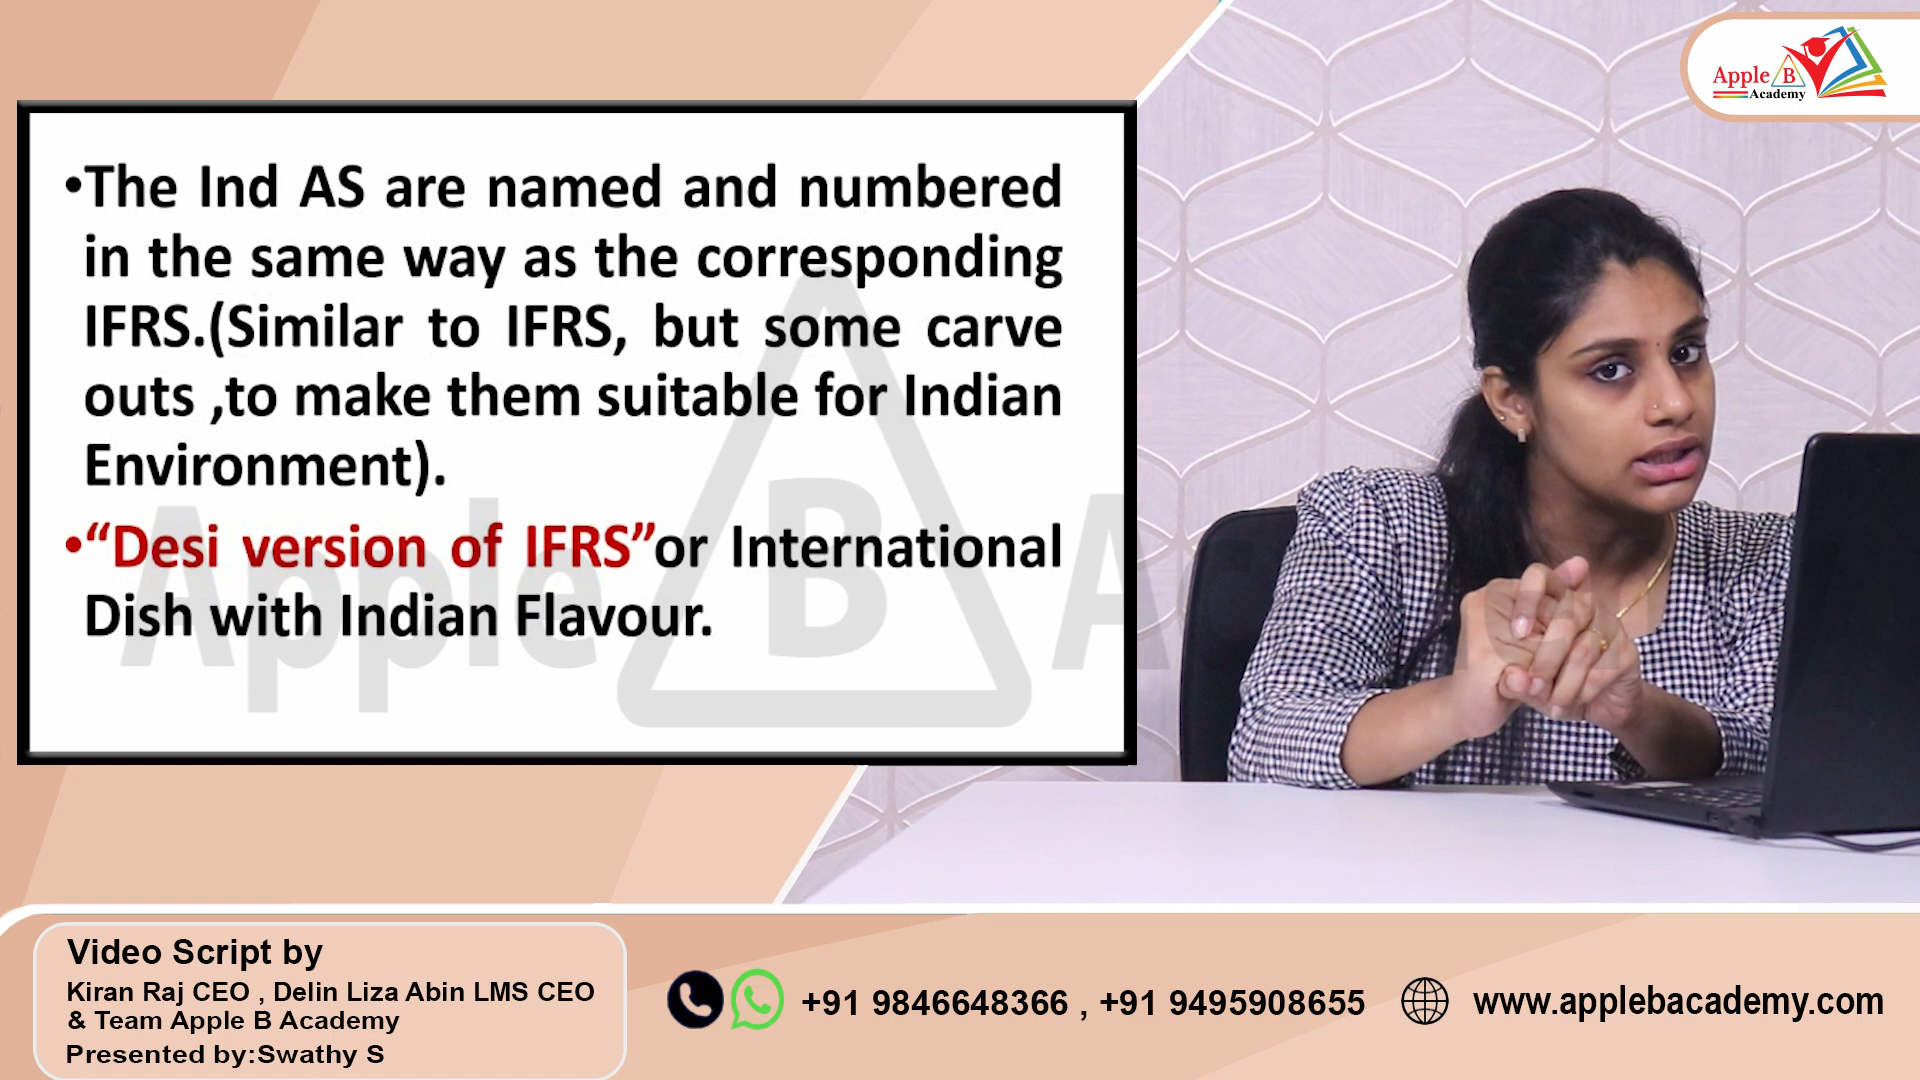 Apple B
Academy
•The Ind AS are named and numbered
in the same way as the corresponding
IFRS.(Similar to IFRS, but some carve
outs ,to make them suitable for Indian
Environment).
•“Desi version of IFRS”or International
Dish with Indian Flavour.
Apple B Academy
Video Script by
Kiran Raj CEO , Delin Liza Abin LMS CEO
& Team Apple B Academy
Presented by:Swathy S
+91 9846648366 , +91 9495908655
www.applebacademy.com